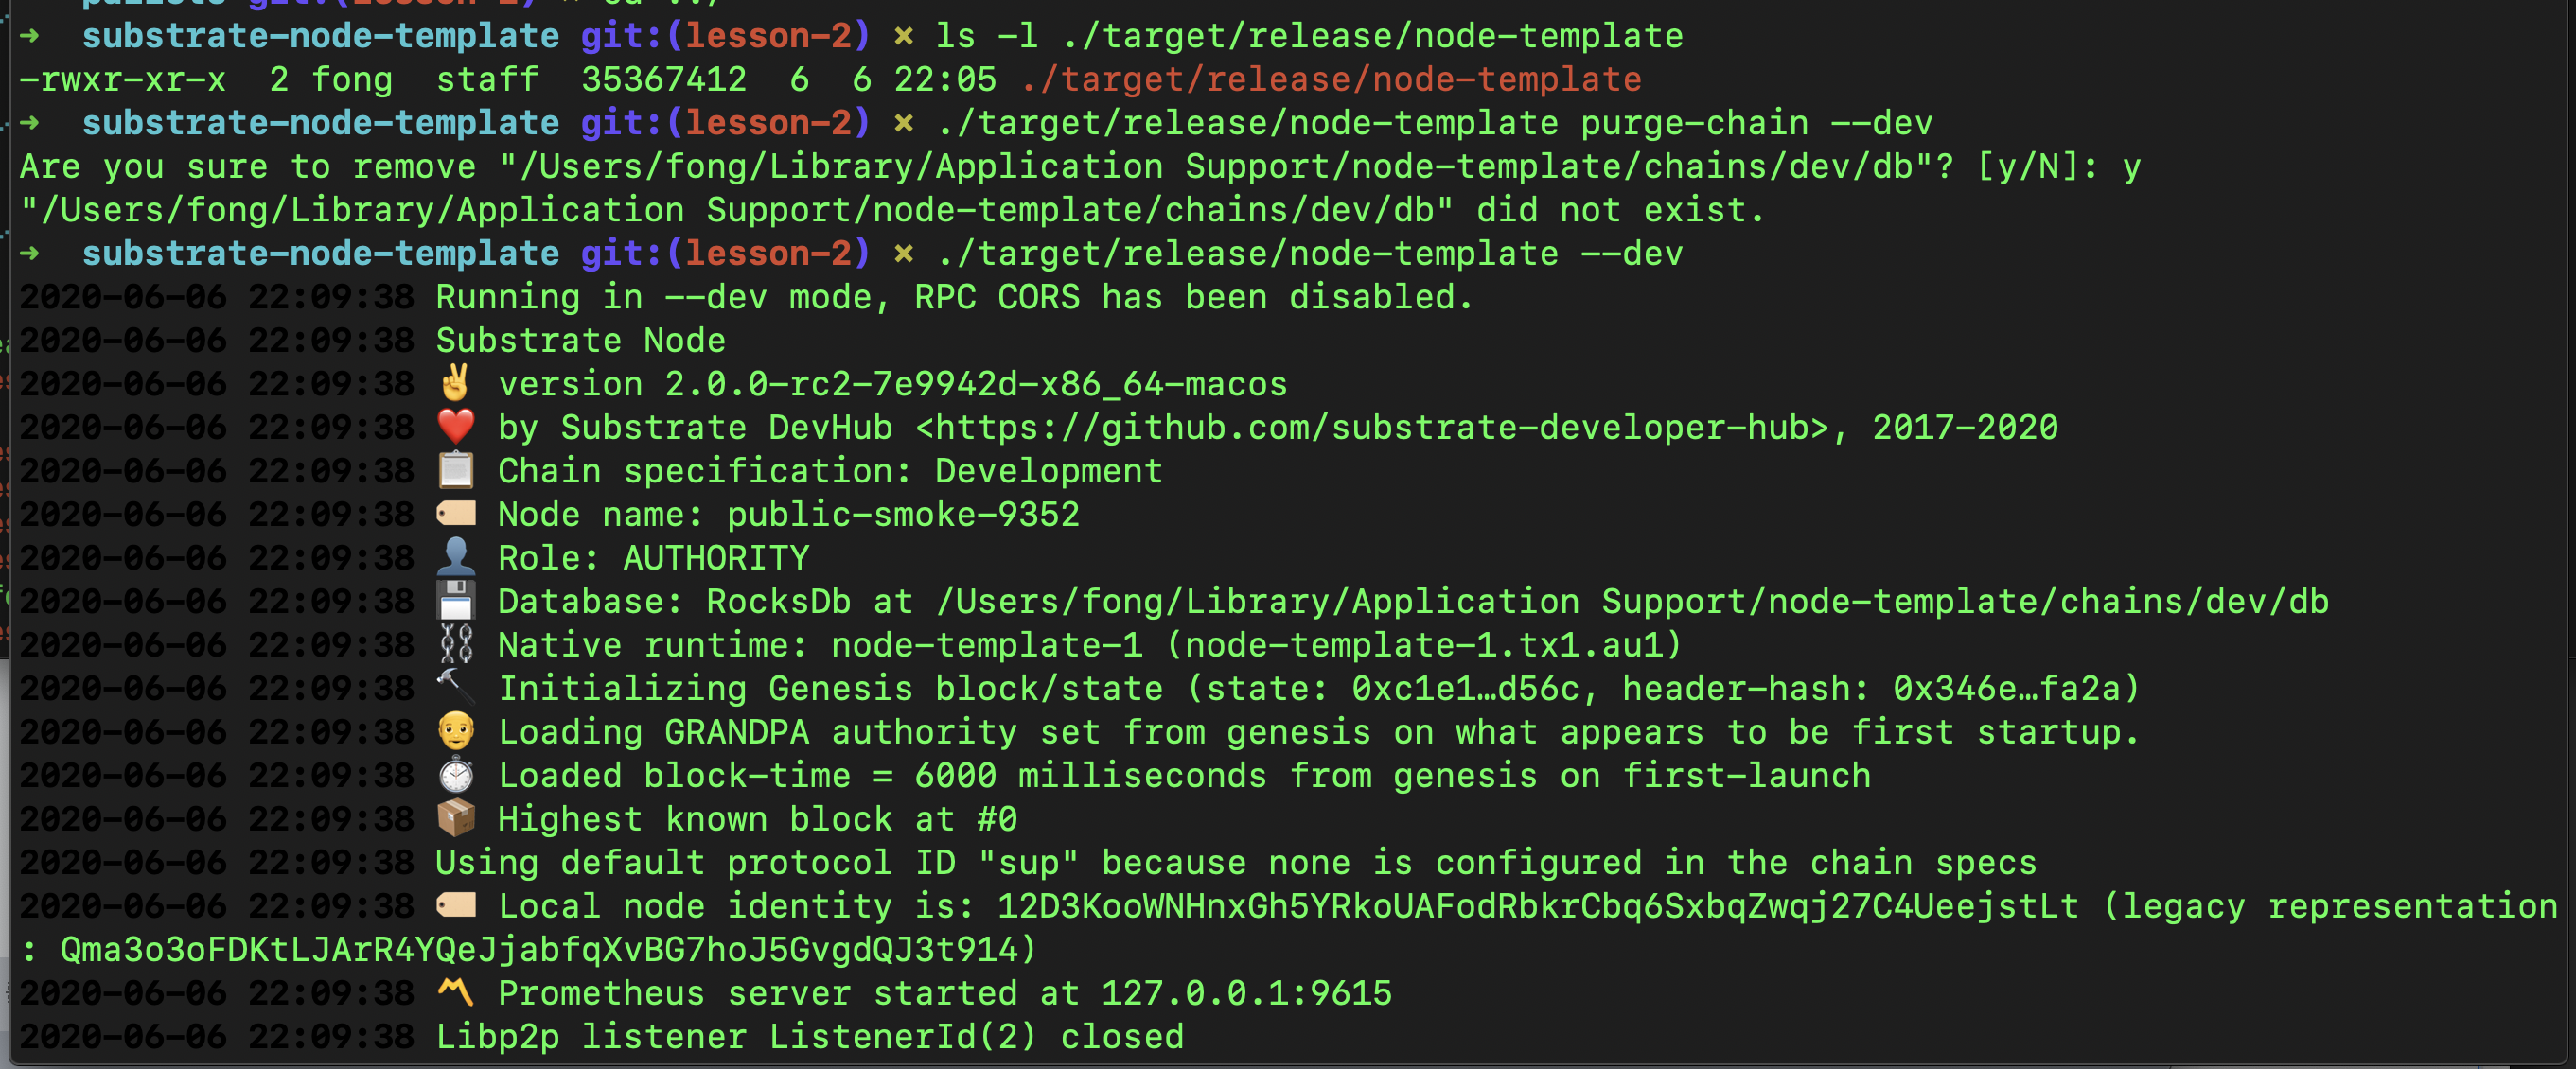 substrate-node-template git:(lesson-2) × ls -l ./target/release/node-template
-rwxr-xr-x  2 fong  staff  35367412  6  6 22:05 ./target/release/node-template
➜  substrate-node-template git:(lesson-2) × ./target/release/node-template purge-chain --dev
Are you sure to remove "/Users/fong/Library/Application Support/node-template/chains/dev/db"? [y/N]: y
"/Users/fong/Library/Application Support/node-template/chains/dev/db" did not exist.
➜  substrate-node-template git:(lesson-2) × ./target/release/node-template --dev
2020-06-06 22:09:38 Running in --dev mode, RPC CORS has been disabled.
2020-06-06 22:09:38 Substrate Node
2020-06-06 22:09:38 ✌️ version 2.0.0-rc2-7e9942d-x86_64-macos
2020-06-06 22:09:38 ❤️ by Substrate DevHub <https://github.com/substrate-developer-hub>, 2017-2020
2020-06-06 22:09:38 📋 Chain specification: Development
2020-06-06 22:09:38 🏷 Node name: public-smoke-9352
2020-06-06 22:09:38 👤 Role: AUTHORITY
2020-06-06 22:09:38 💾 Database: RocksDb at /Users/fong/Library/Application Support/node-template/chains/dev/db
2020-06-06 22:09:38 ⛓ Native runtime: node-template-1 (node-template-1.tx1.au1)
2020-06-06 22:09:38 🔨 Initializing Genesis block/state (state: 0xc1e1…d56c, header-hash: 0x346e…fa2a)
2020-06-06 22:09:38 👴 Loading GRANDPA authority set from genesis on what appears to be first startup.
2020-06-06 22:09:38 ⏱ Loaded block-time = 6000 milliseconds from genesis on first-launch
2020-06-06 22:09:38 📦 Highest known block at #0
2020-06-06 22:09:38 Using default protocol ID "sup" because none is configured in the chain specs
2020-06-06 22:09:38 🏷 Local node identity is: 12D3KooWNHnxGh5YRkoUAFodRbkrCbq6SxbqZwqj27C4UeejstLt (legacy representation
: Qma3o3oFDKtLJArR4YQeJjabfqXvBG7hoJ5GvgdQJ3t914)
2020-06-06 22:09:38 〽️ Prometheus server started at 127.0.0.1:9615
2020-06-06 22:09:38 Libp2p listener ListenerId(2) closed